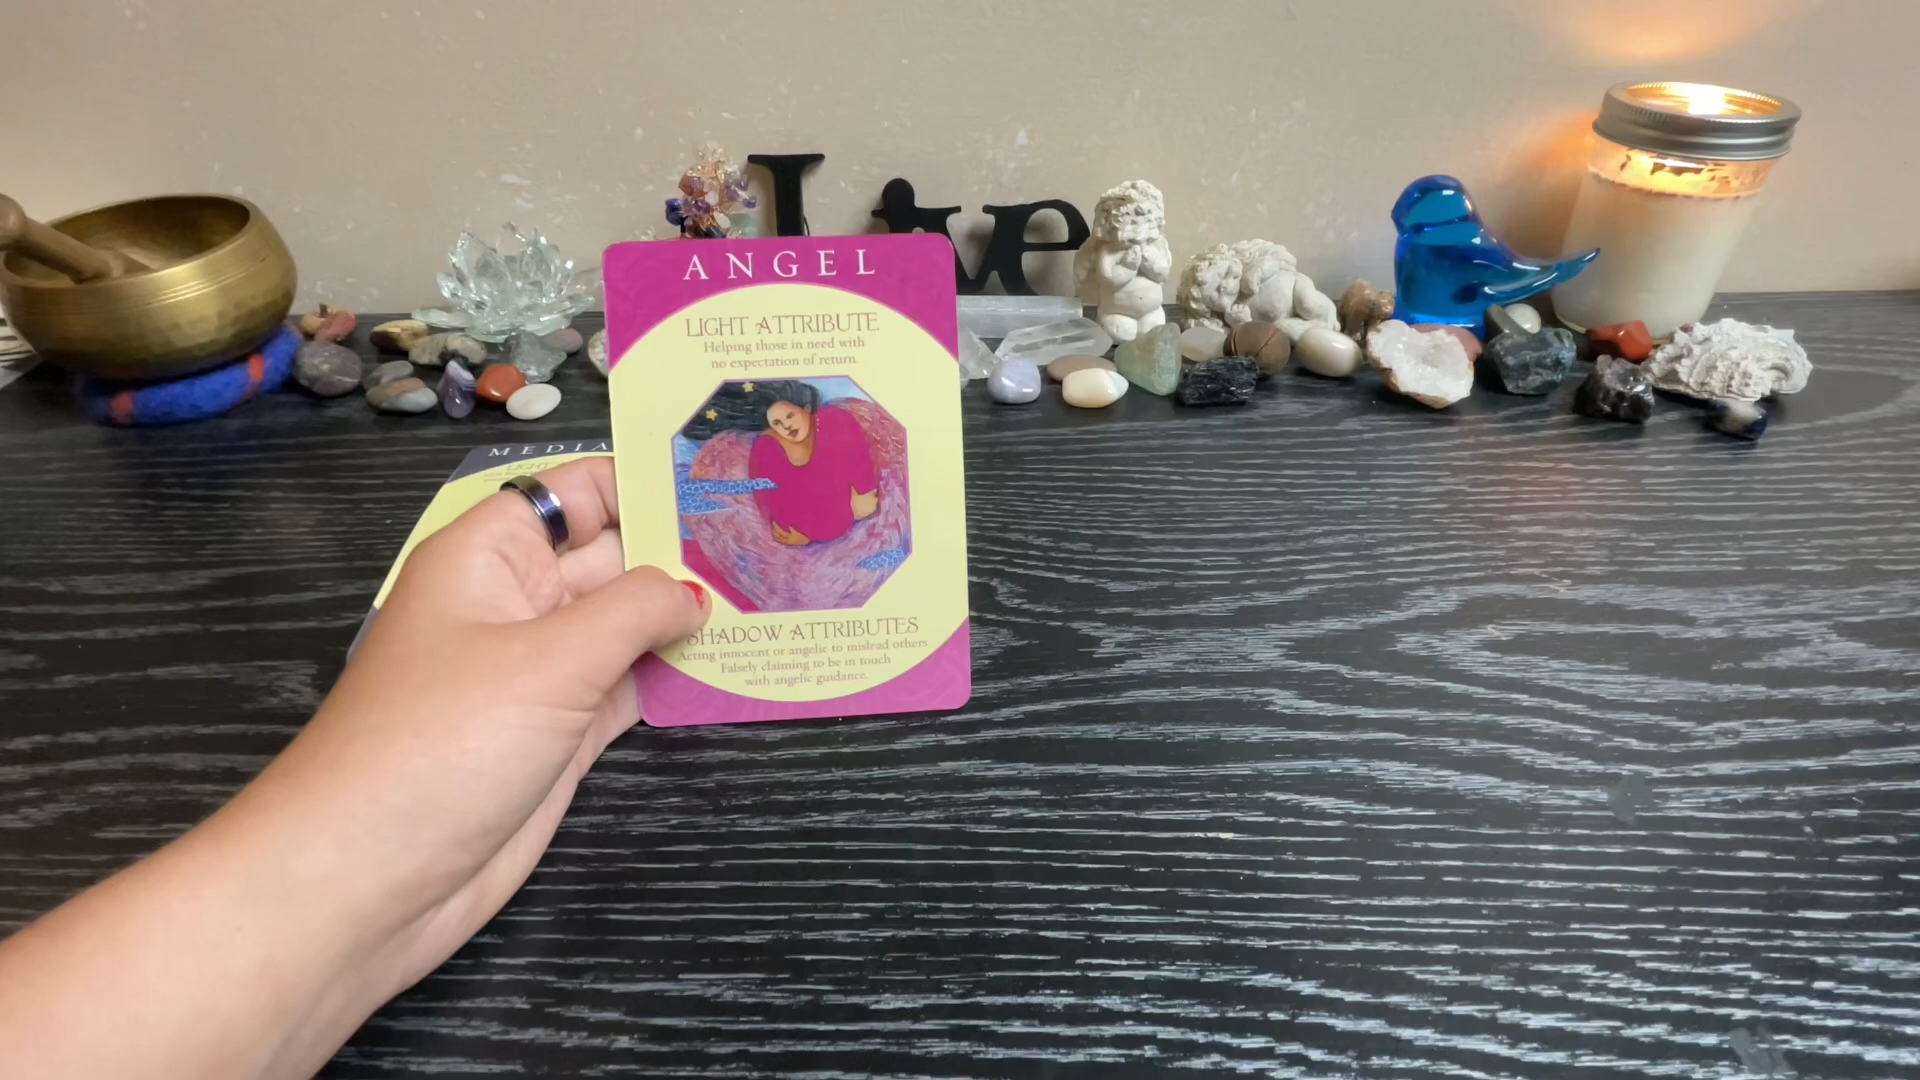 ANGEL
LIGHT ATTRIBUTE
Helping those in need with
no expectation of return.
SHADOW ATTRIBUTES
Acting innocent or angelic to mislead others
Falsely claiming to be in touch
with angelic guidance.
MEDIA
LIGHT